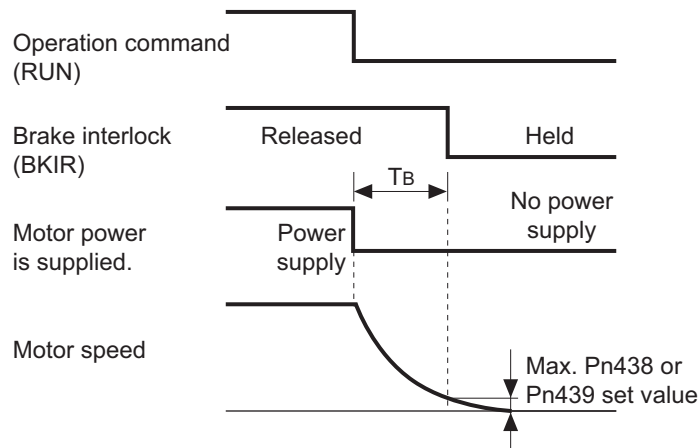 Operation command
(RUN)
Brake interlock
(BKIR)
Released
Held
TB
Motor power
is supplied.
Power
supply
No power
supply
Motor speed
Max. Pn438 or
Pn439 set value